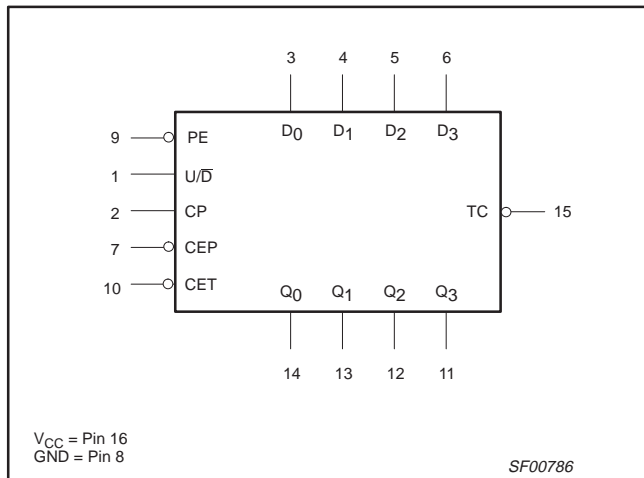 3 4 5 6
D0 D1 D2 D3
9 PE
1 U/D̅
2 CP
TC 15
7 CEP
10 CET
Q0 Q1 Q2 Q3
14 13 12 11
VCC = Pin 16
GND = Pin 8
SF00786